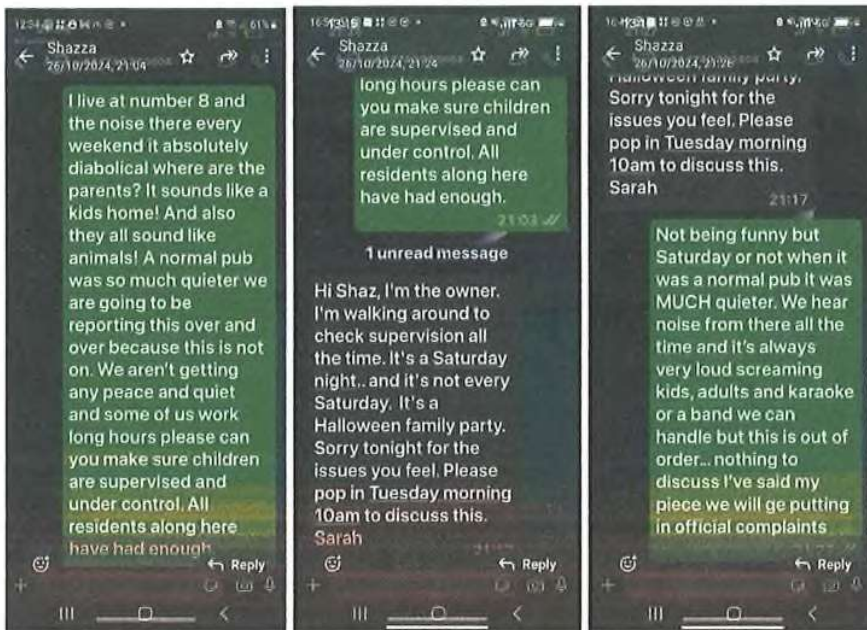 Shazza
26/10/2024, 21:04
I live at number 8 and
the noise there every
weekend it absolutely
diabolical where are the
parents? It sounds like a
kids home! And also
they all sound like
animals! A normal pub
was so much quieter we
are going to be
reporting this over and
over because this is not
on. We aren't getting
any peace and quiet
and some of us work
long hours please can
you make sure children
are supervised and
under control. All
residents along here
have had enough
Reply
Shazza
26/10/2024, 21:24
long hours please can
you make sure children
are supervised and
under control. All
residents along here
have had enough.
21:03
1 unread message
Hi Shaz, I'm the owner.
I'm walking around to
check supervision all
the time. It's a Saturday
night.. and it's not every
Saturday. It's a
Halloween family party.
Sorry tonight for the
issues you feel. Please
pop in Tuesday morning
10am to discuss this.
Sarah
Reply
Shazza
26/10/2024, 21:26
Halloween family party.
Sorry tonight for the
issues you feel. Please
pop in Tuesday morning
10am to discuss this.
Sarah
21:17
Not being funny but
Saturday or not when it
was a normal pub it was
MUCH quieter. We hear
noise from there all the
time and it's always
very loud screaming
kids, adults and karaoke
or a band we can
handle but this is out of
order... nothing to
discuss I've said my
piece we will ge putting
in official complaints
Reply